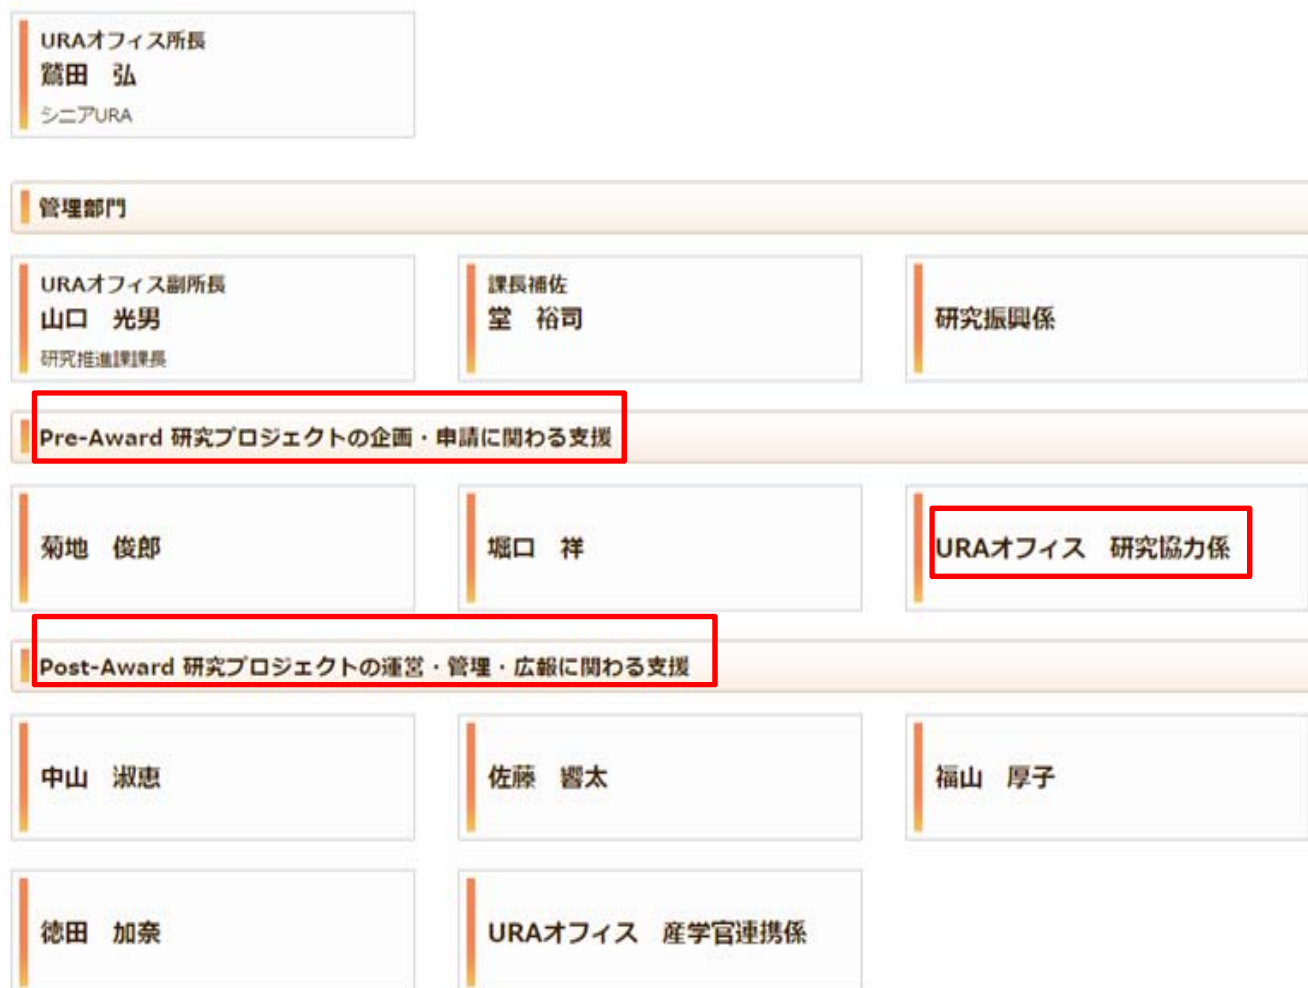 URAオフィス所長
鷲田　弘
シニアURA
管理部門
URAオフィス副所長
山口　光男
研究推進課課長
課長補佐
堂　裕司
研究振興係
Pre-Award 研究プロジェクトの企画・申請に関わる支援
菊地　俊郎
堀口　祥
URAオフィス　研究協力係
Post-Award 研究プロジェクトの運営・管理・広報に関わる支援
中山　淑恵
佐藤　響太
福山　厚子
徳田　加奈
URAオフィス　産学官連携係